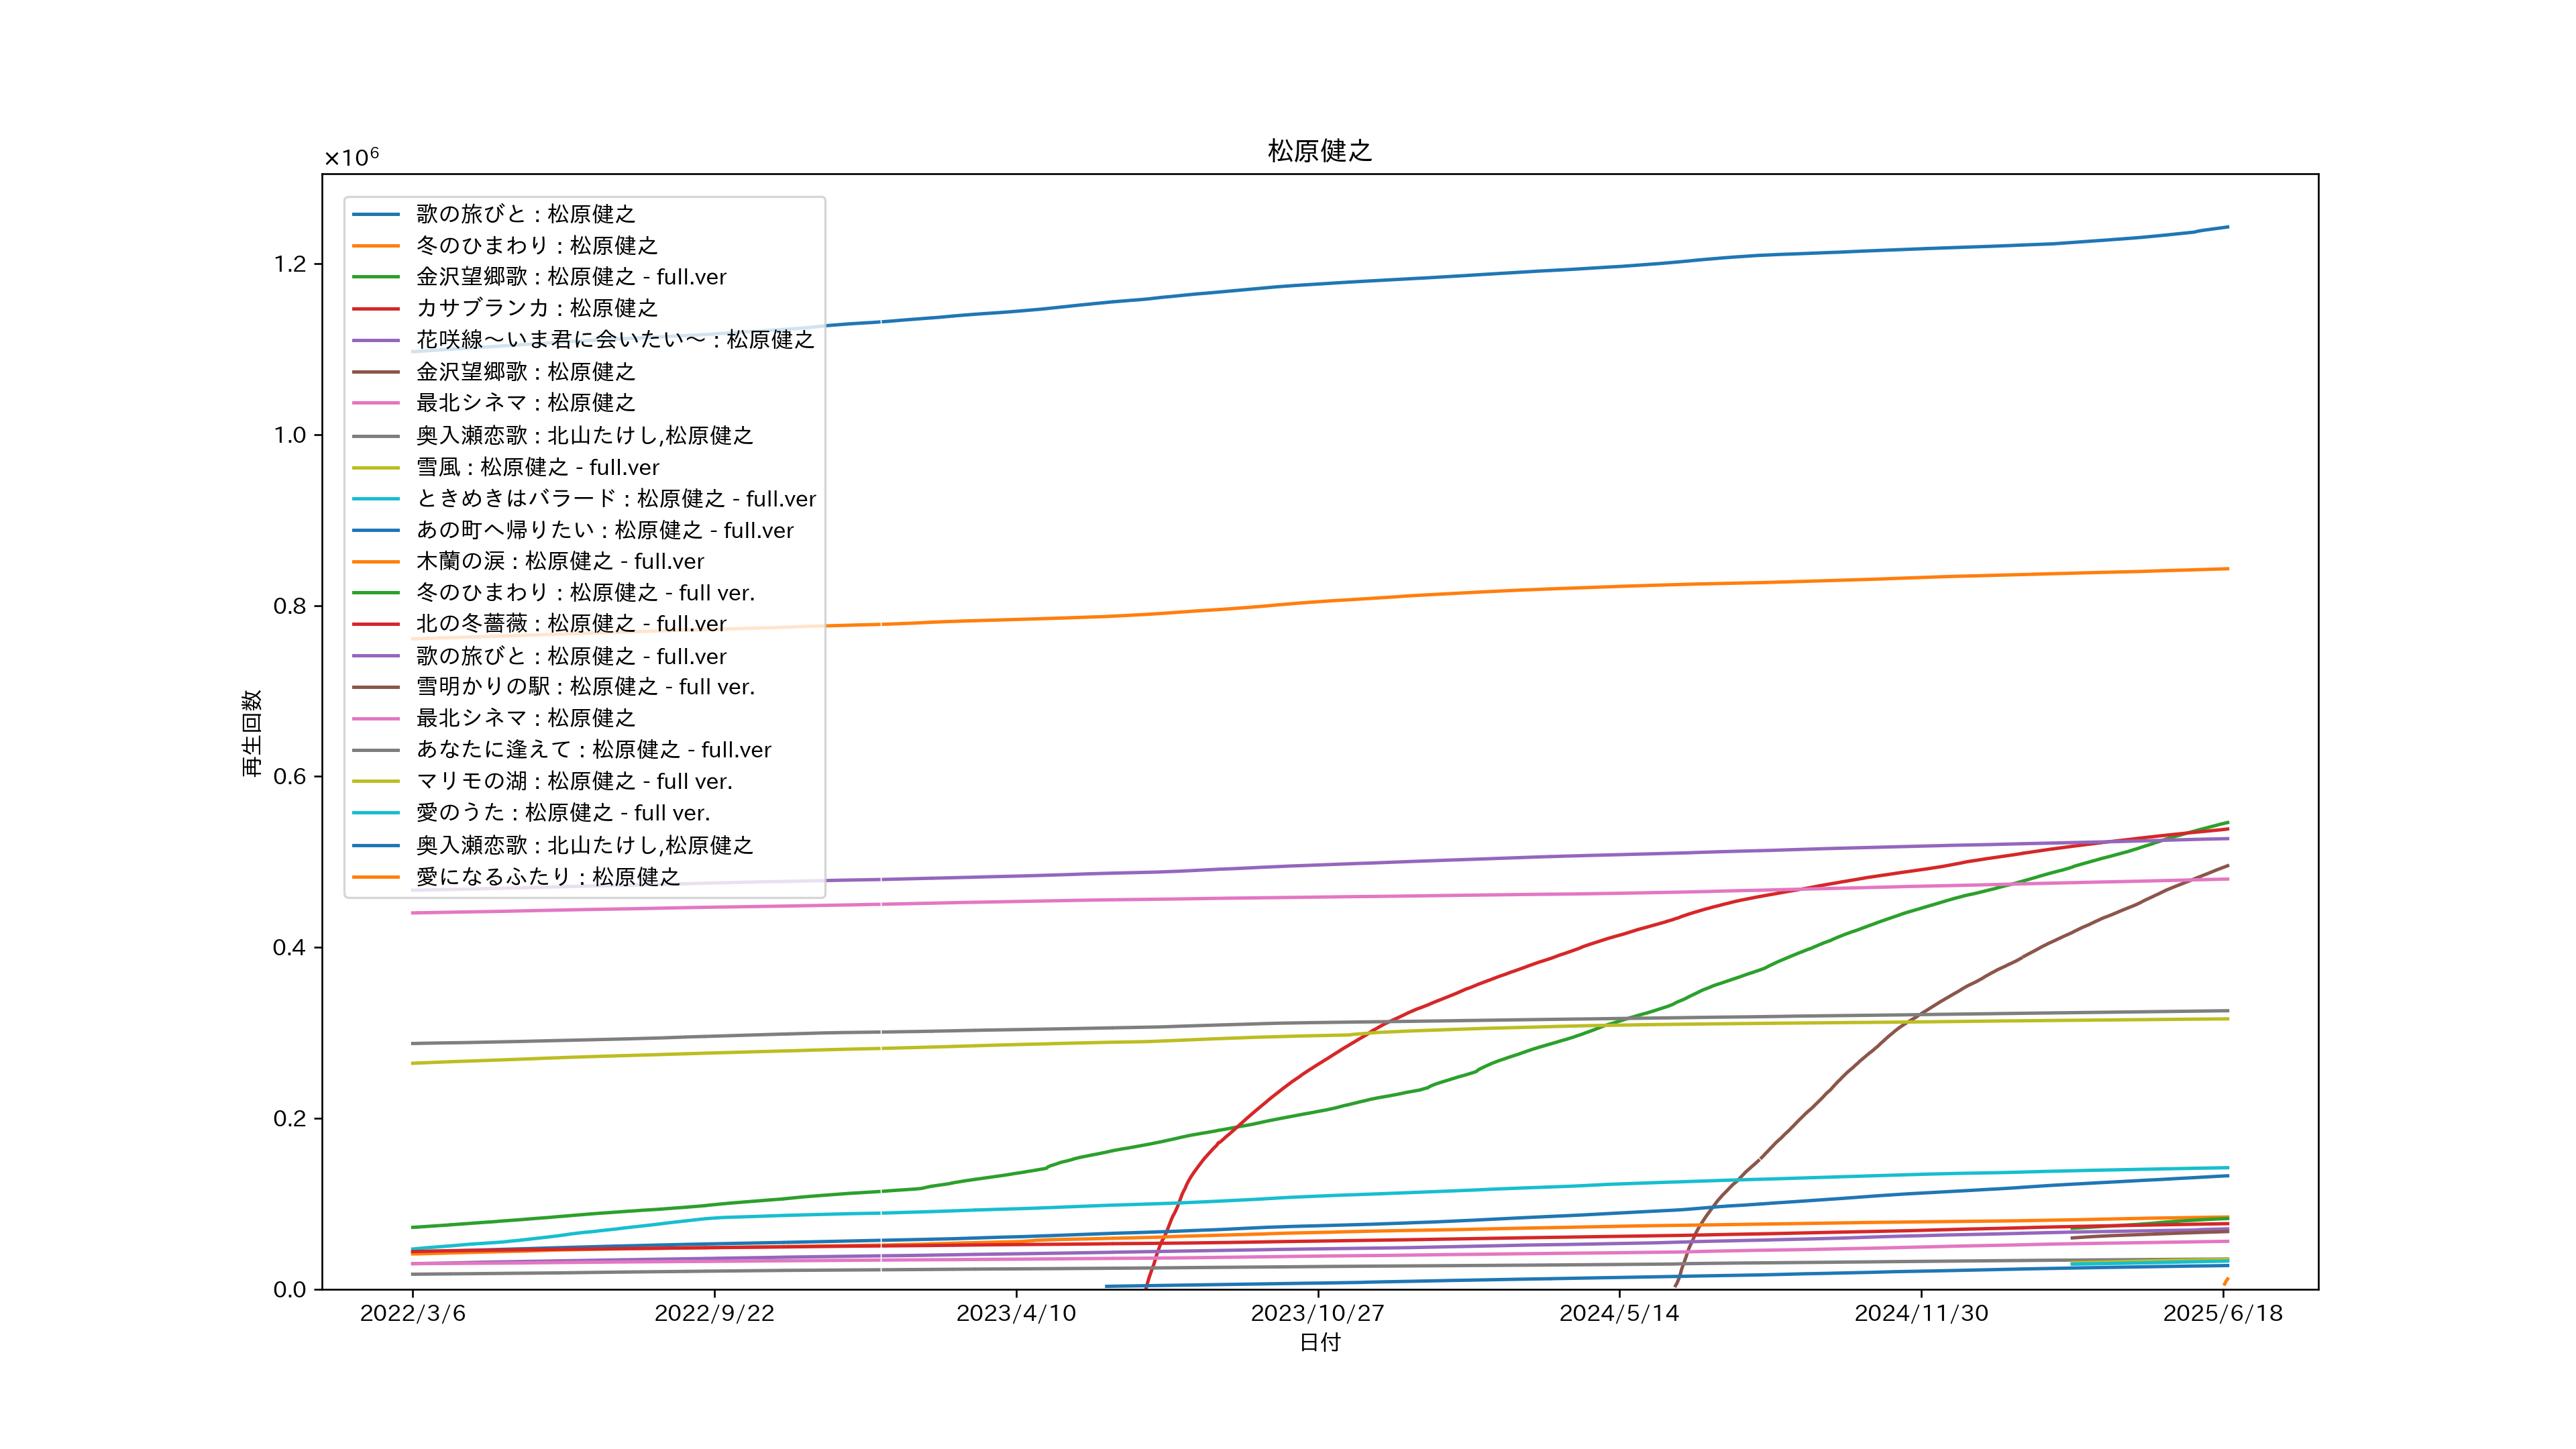 松原健之
×10⁶
歌の旅びと : 松原健之
冬のひまわり : 松原健之
金沢望郷歌 : 松原健之 - full.ver
カサブランカ : 松原健之
花咲線～いま君に会いたい～ : 松原健之
金沢望郷歌 : 松原健之
最北シネマ : 松原健之
奥入瀬恋歌 : 北山たけし,松原健之
雪風 : 松原健之 - full.ver
ときめきはバラード : 松原健之 - full.ver
あの町へ帰りたい : 松原健之 - full.ver
木蘭の涙 : 松原健之 - full.ver
冬のひまわり : 松原健之 - full ver.
北の冬薔薇 : 松原健之 - full.ver
歌の旅びと : 松原健之 - full.ver
雪明かりの駅 : 松原健之 - full ver.
最北シネマ : 松原健之
あなたに逢えて : 松原健之 - full.ver
マリモの湖 : 松原健之 - full ver.
愛のうた : 松原健之 - full ver.
奥入瀬恋歌 : 北山たけし,松原健之
愛になるふたり : 松原健之
1.2
1.0
0.8
0.6
0.4
0.2
0.0
再生回数
2022/3/6 2022/9/22 2023/4/10 2023/10/27 2024/5/14 2024/11/30 2025/6/18
日付